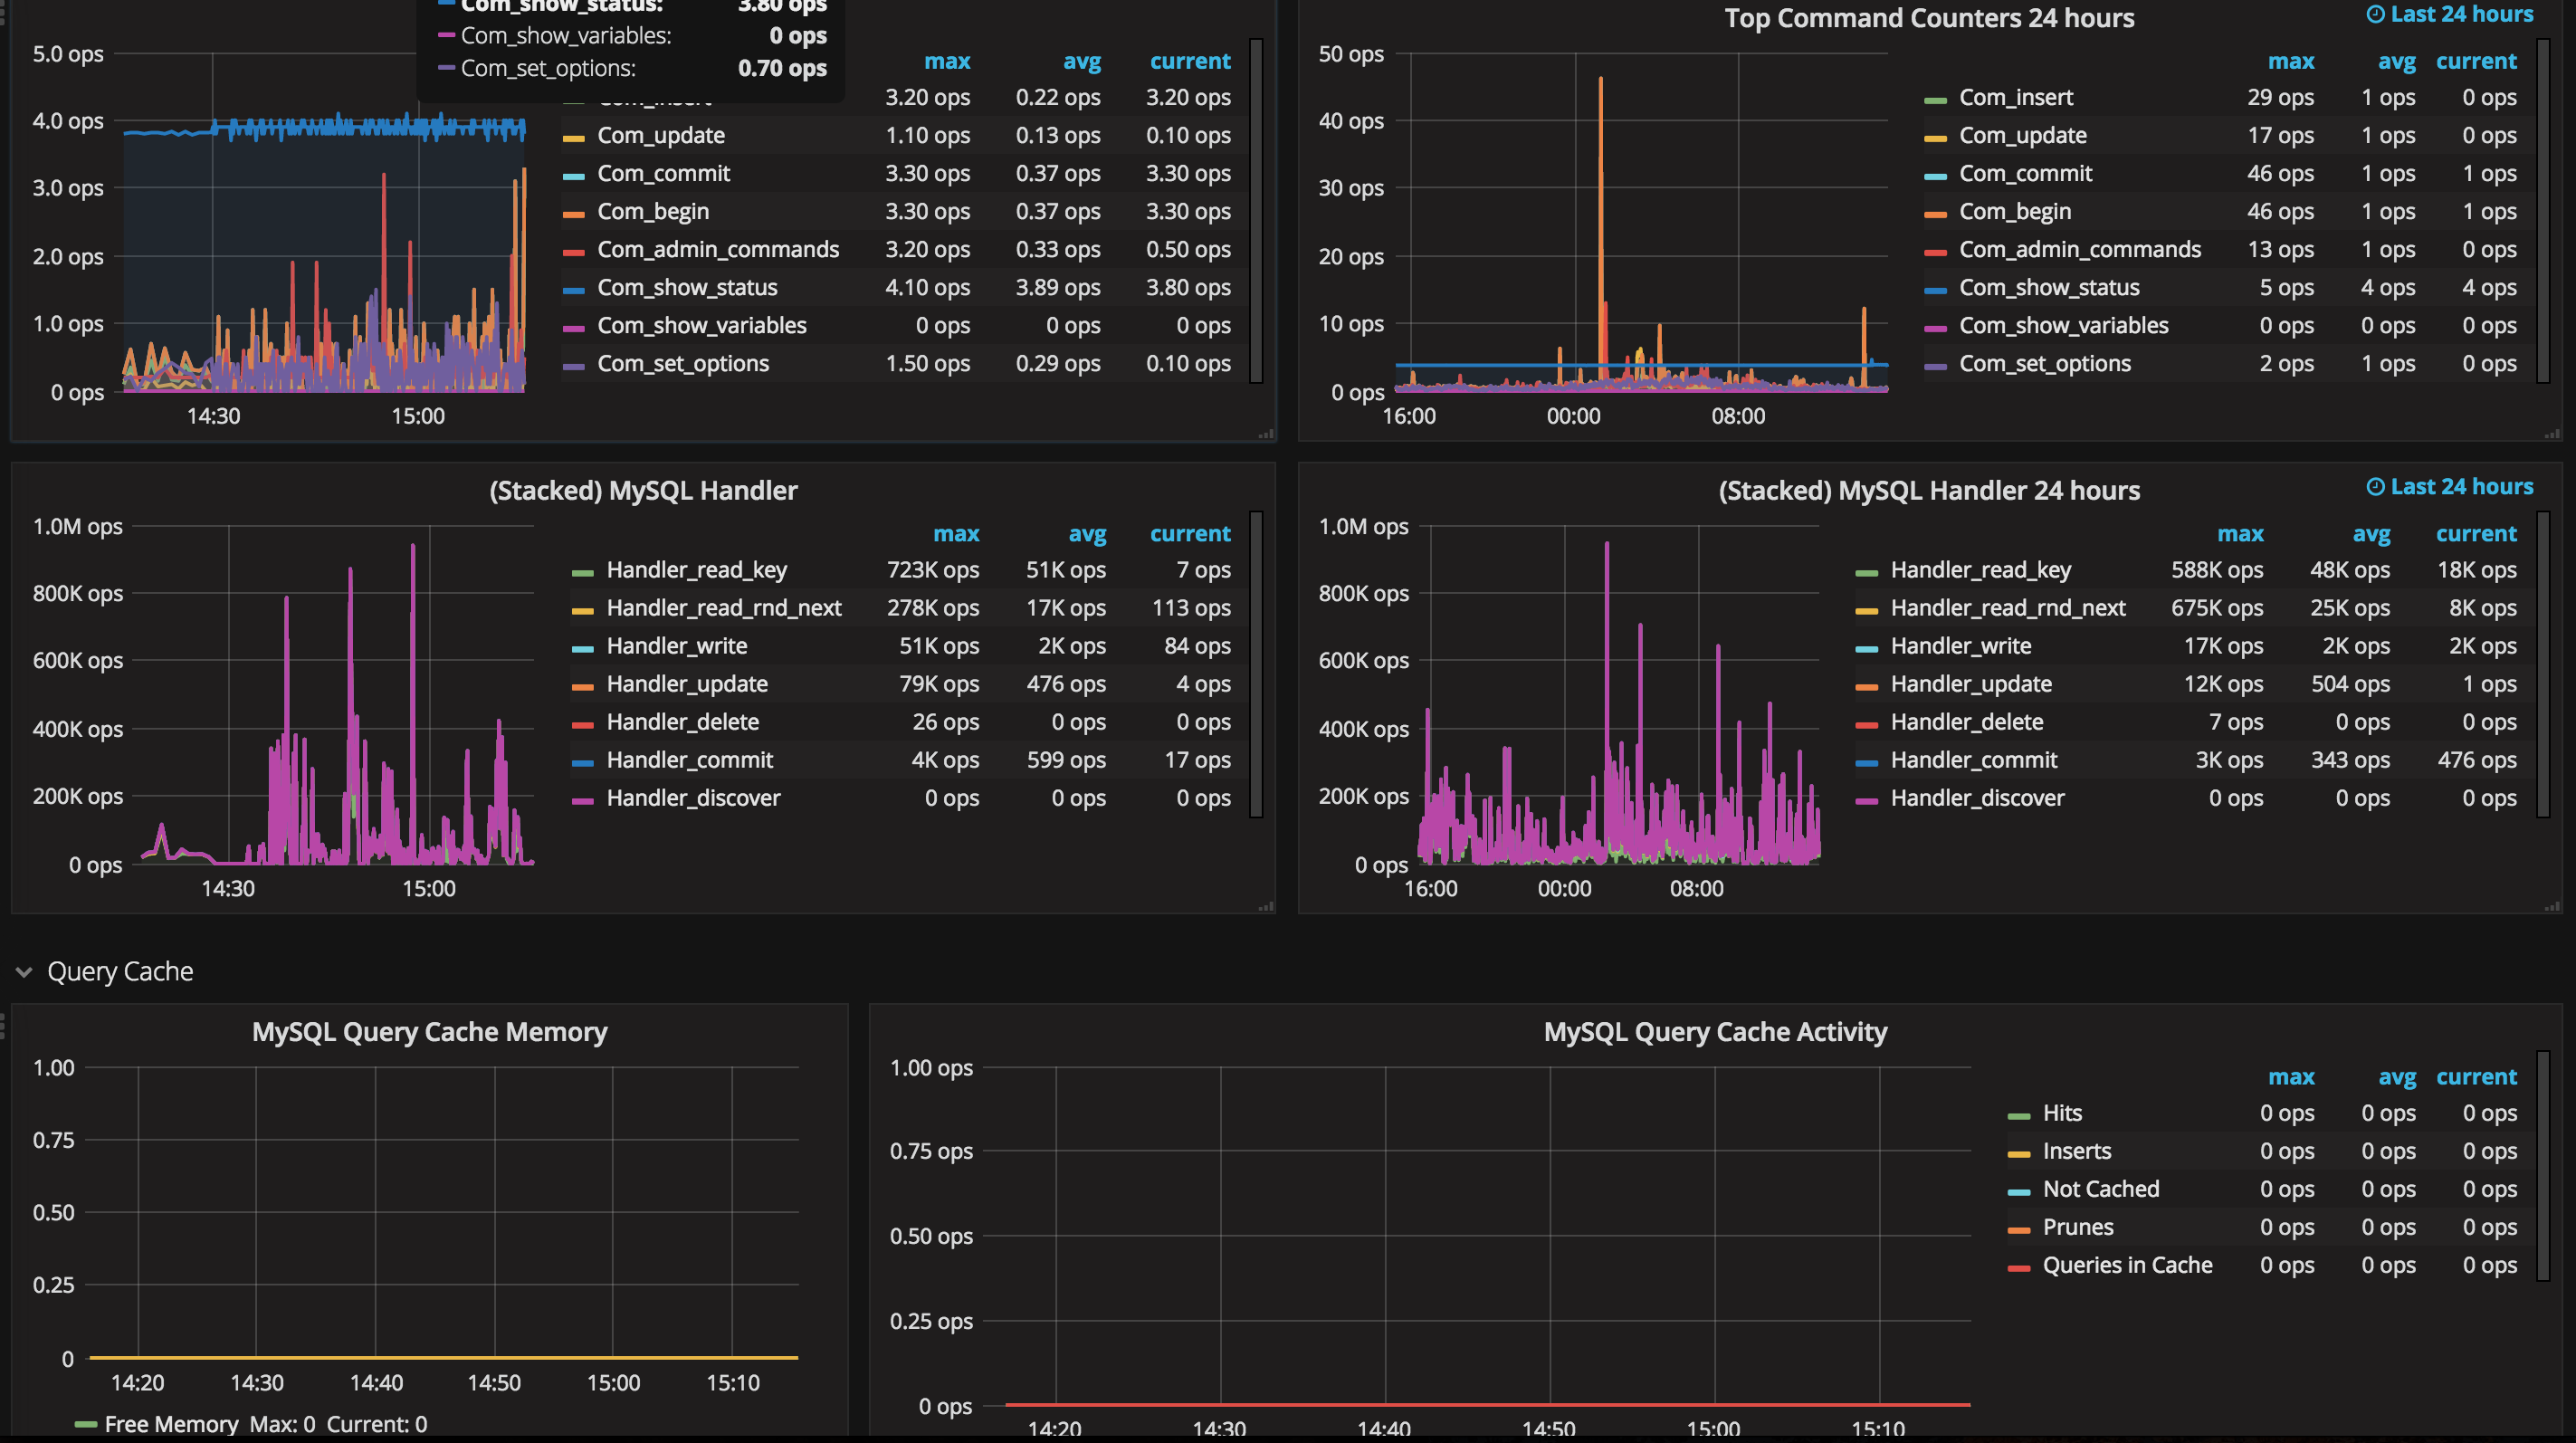 Com_show_status: 3.80 ops
Com_show_variables: 0 ops
Com_set_options: 0.70 ops
5.0 ops
4.0 ops
3.0 ops
2.0 ops
1.0 ops
0 ops
14:30 15:00
max avg current
Com_insert 3.20 ops 0.22 ops 3.20 ops
Com_update 1.10 ops 0.13 ops 0.10 ops
Com_commit 3.30 ops 0.37 ops 3.30 ops
Com_begin 3.30 ops 0.37 ops 3.30 ops
Com_admin_commands 3.20 ops 0.33 ops 0.50 ops
Com_show_status 4.10 ops 3.89 ops 3.80 ops
Com_show_variables 0 ops 0 ops 0 ops
Com_set_options 1.50 ops 0.29 ops 0.10 ops
Top Command Counters 24 hours
Last 24 hours
50 ops
40 ops
30 ops
20 ops
10 ops
0 ops
16:00 00:00 08:00
max avg current
Com_insert 29 ops 1 ops 0 ops
Com_update 17 ops 1 ops 0 ops
Com_commit 46 ops 1 ops 1 ops
Com_begin 46 ops 1 ops 1 ops
Com_admin_commands 13 ops 1 ops 0 ops
Com_show_status 5 ops 4 ops 4 ops
Com_show_variables 0 ops 0 ops 0 ops
Com_set_options 2 ops 1 ops 0 ops
(Stacked) MySQL Handler
1.0M ops
800K ops
600K ops
400K ops
200K ops
0 ops
14:30 15:00
max avg current
Handler_read_key 723K ops 51K ops 7 ops
Handler_read_rnd_next 278K ops 17K ops 113 ops
Handler_write 51K ops 2K ops 84 ops
Handler_update 79K ops 476 ops 4 ops
Handler_delete 26 ops 0 ops 0 ops
Handler_commit 4K ops 599 ops 17 ops
Handler_discover 0 ops 0 ops 0 ops
(Stacked) MySQL Handler 24 hours
Last 24 hours
1.0M ops
800K ops
600K ops
400K ops
200K ops
0 ops
16:00 00:00 08:00
max avg current
Handler_read_key 588K ops 48K ops 18K ops
Handler_read_rnd_next 675K ops 25K ops 8K ops
Handler_write 17K ops 2K ops 2K ops
Handler_update 12K ops 504 ops 1 ops
Handler_delete 7 ops 0 ops 0 ops
Handler_commit 3K ops 343 ops 476 ops
Handler_discover 0 ops 0 ops 0 ops
Query Cache
MySQL Query Cache Memory
1.00
0.75
0.50
0.25
0
14:20 14:30 14:40 14:50 15:00 15:10
Free Memory Max: 0 Current: 0
MySQL Query Cache Activity
1.00 ops
0.75 ops
0.50 ops
0.25 ops
0 ops
14:20 14:30 14:40 14:50 15:00 15:10
max avg current
Hits 0 ops 0 ops 0 ops
Inserts 0 ops 0 ops 0 ops
Not Cached 0 ops 0 ops 0 ops
Prunes 0 ops 0 ops 0 ops
Queries in Cache 0 ops 0 ops 0 ops